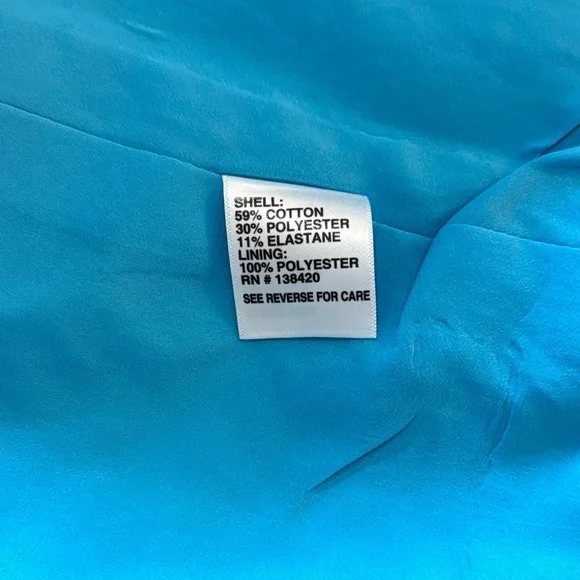 SHELL:
59% COTTON
30% POLYESTER
11% ELASTANE
LINING:
100% POLYESTER
RN # 138420
SEE REVERSE FOR CARE